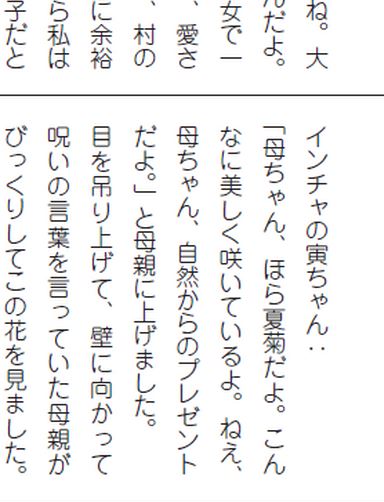 ね。大
んだよ。
女で一
、愛さ
、村の
に余裕
ら私は
子だと
インチャの寅ちゃん：
「母ちゃん、ほら夏菊だよ。こん
なに美しく咲いているよ。ねえ、
母ちゃん、自然からのプレゼント
だよ。」と母親に上げました。
目を吊り上げて、壁に向かって
呪いの言葉を言っていた母親が
びっくりしてこの花を見ました。